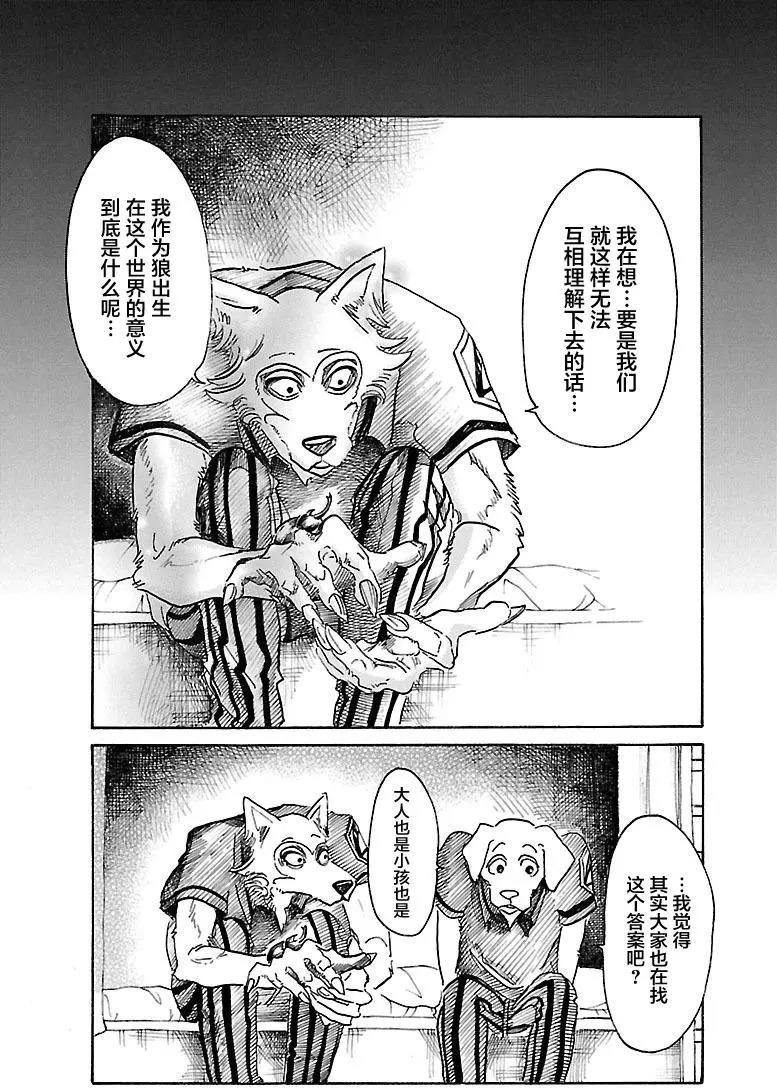 我在想…要是我们
就这样无法
互相理解下去的话…
我作为狼出生
在这个世界的意义
到底是什么呢…
…我觉得
其实大家也在找
这个答案吧？
大人也是小孩也是